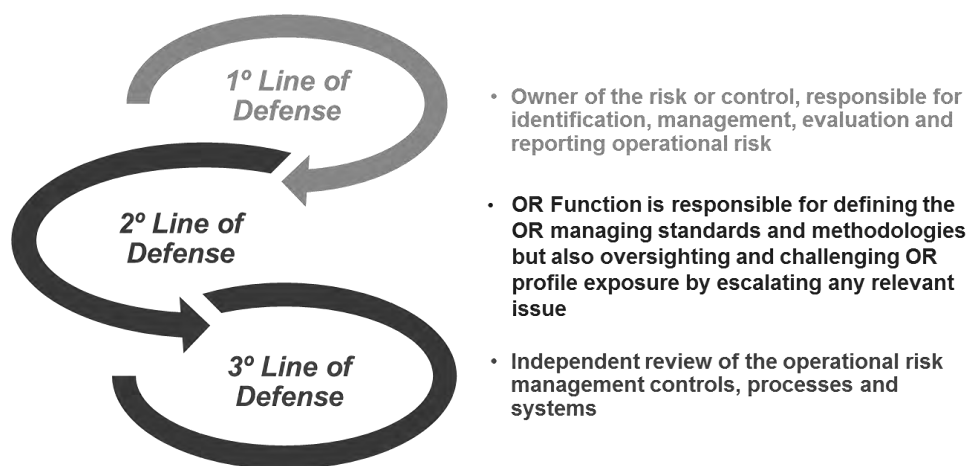 1º Line of
Defense
• Owner of the risk or control, responsible for
identification, management, evaluation and
reporting operational risk
2º Line of
Defense
• OR Function is responsible for defining the
OR managing standards and methodologies
but also oversighting and challenging OR
profile exposure by escalating any relevant
issue
3º Line of
Defense
• Independent review of the operational risk
management controls, processes and
systems